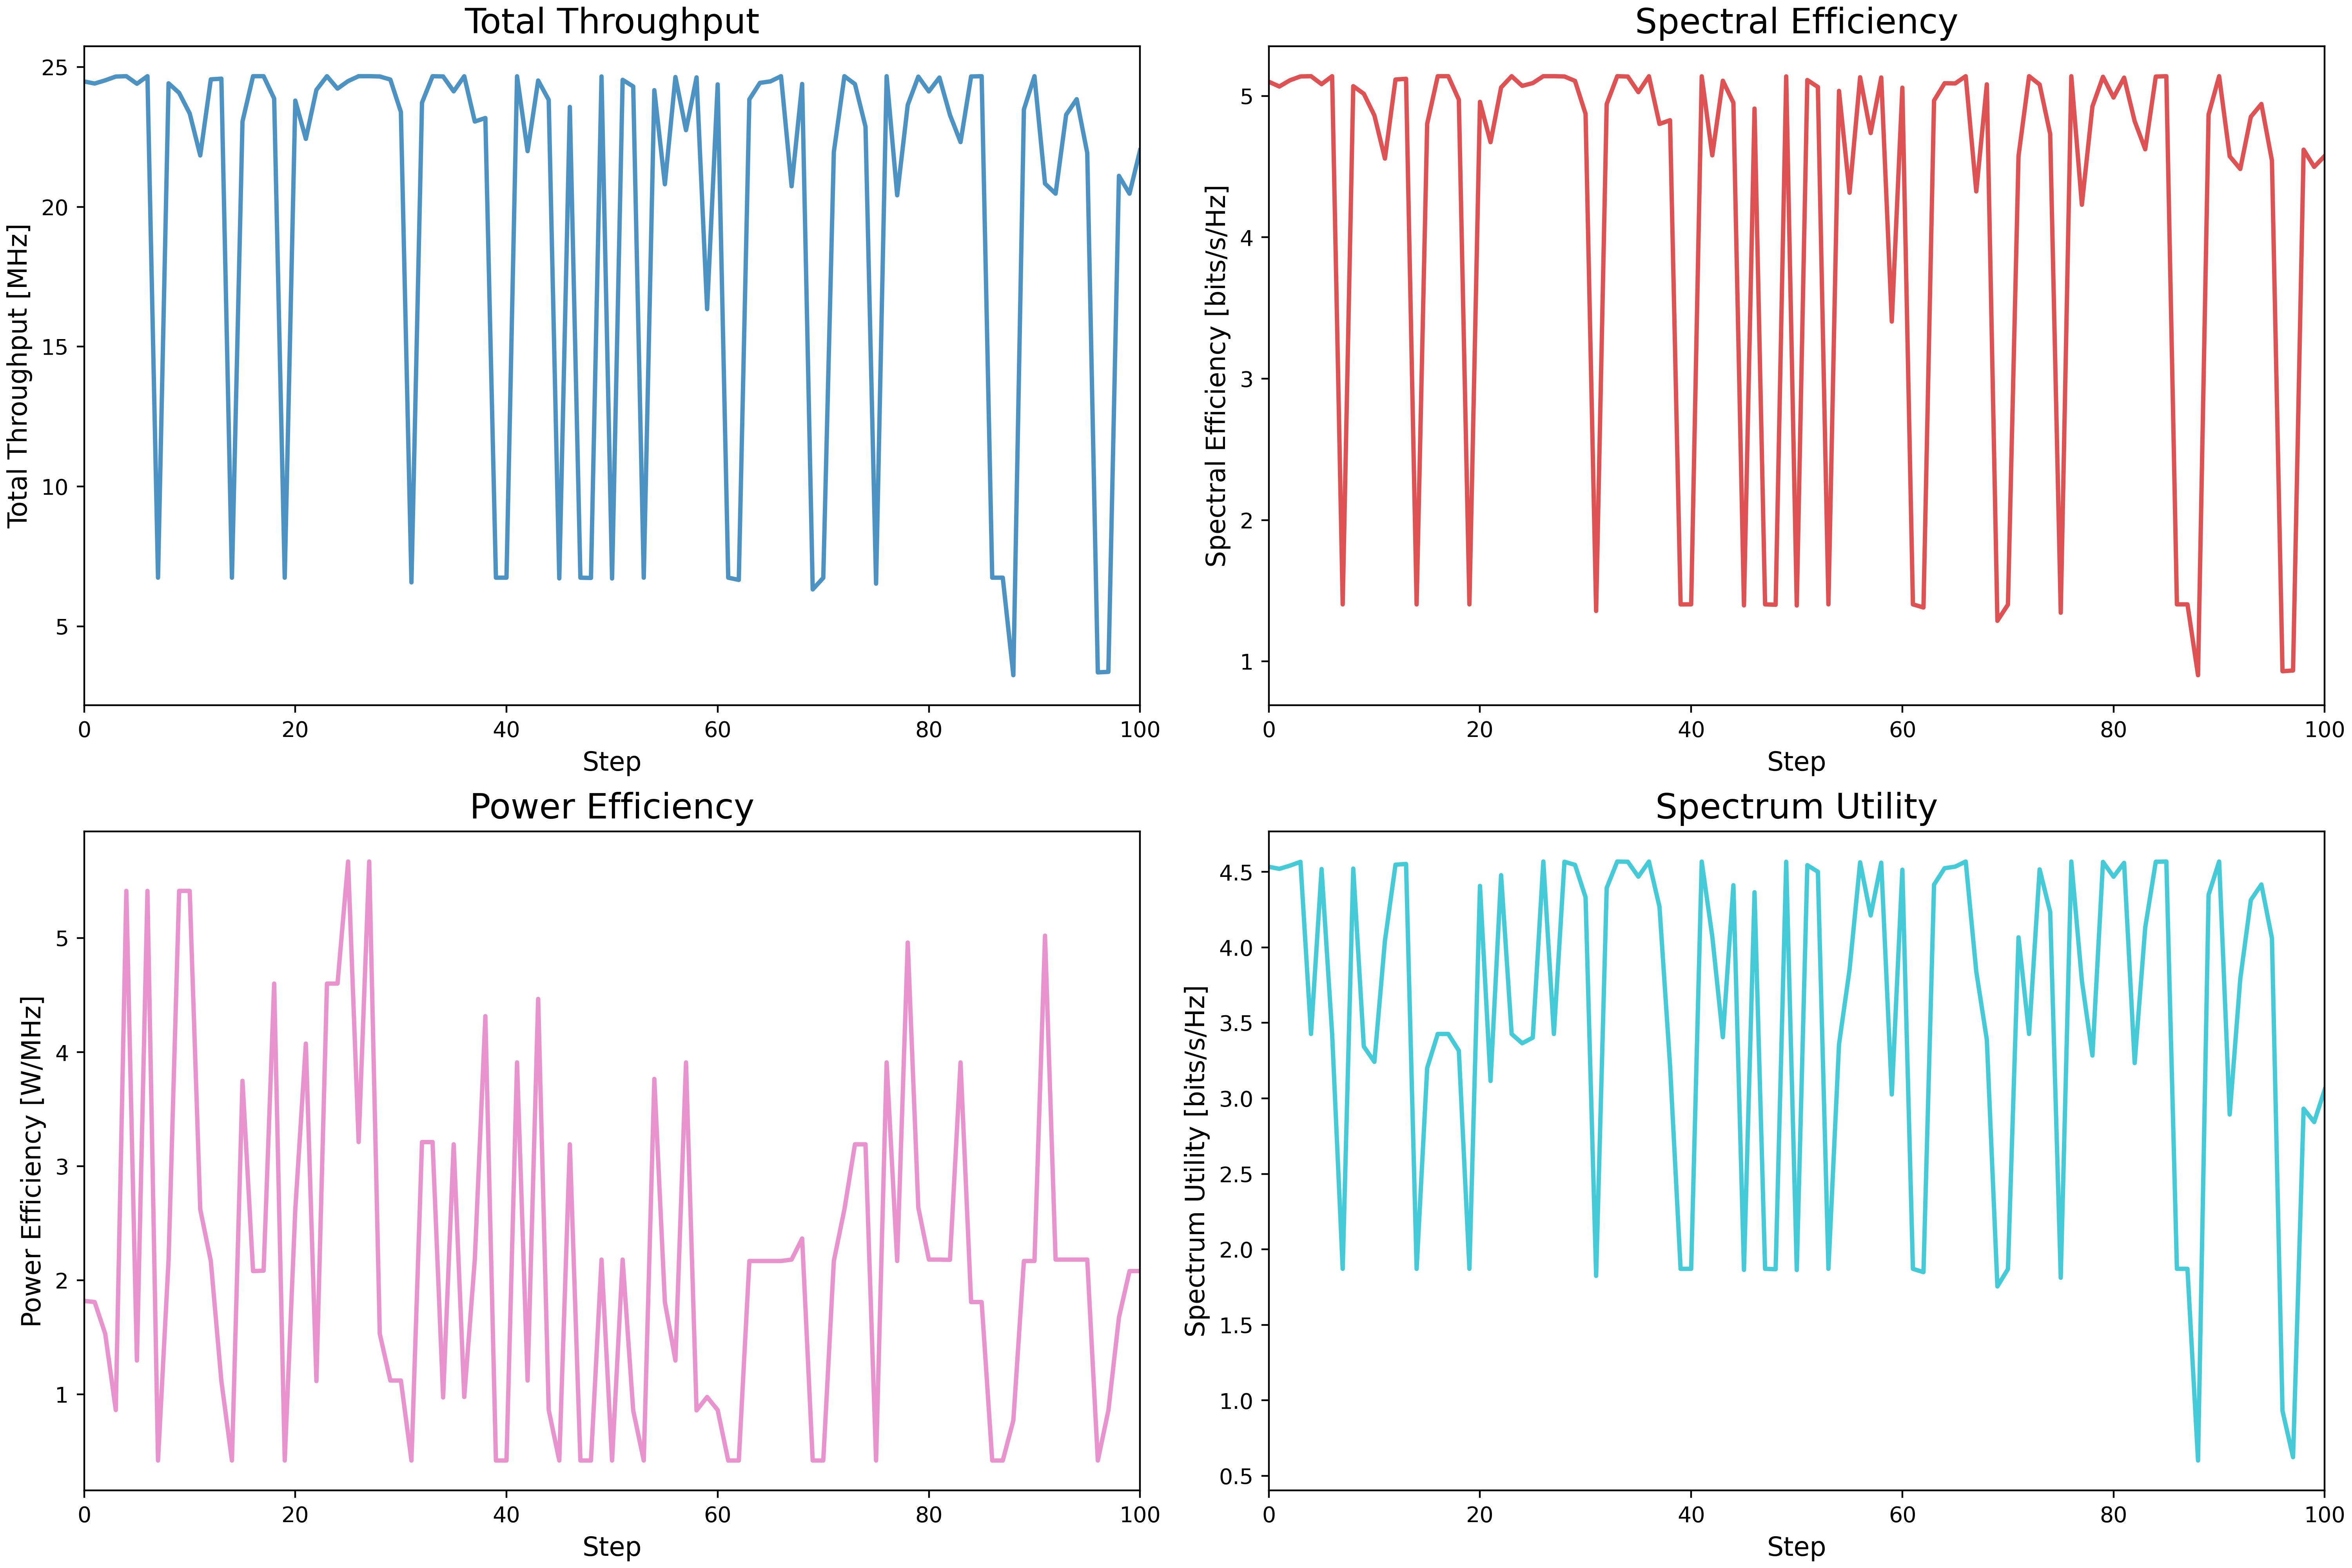 Total Throughput
Total Throughput [MHz]
25
20
15
10
5
0 20 40 60 80 100
Step
Spectral Efficiency
Spectral Efficiency [bits/s/Hz]
5
4
3
2
1
0 20 40 60 80 100
Step
Power Efficiency
Power Efficiency [W/MHz]
5
4
3
2
1
0 20 40 60 80 100
Step
Spectrum Utility
Spectrum Utility [bits/s/Hz]
4.5
4.0
3.5
3.0
2.5
2.0
1.5
1.0
0.5
0 20 40 60 80 100
Step